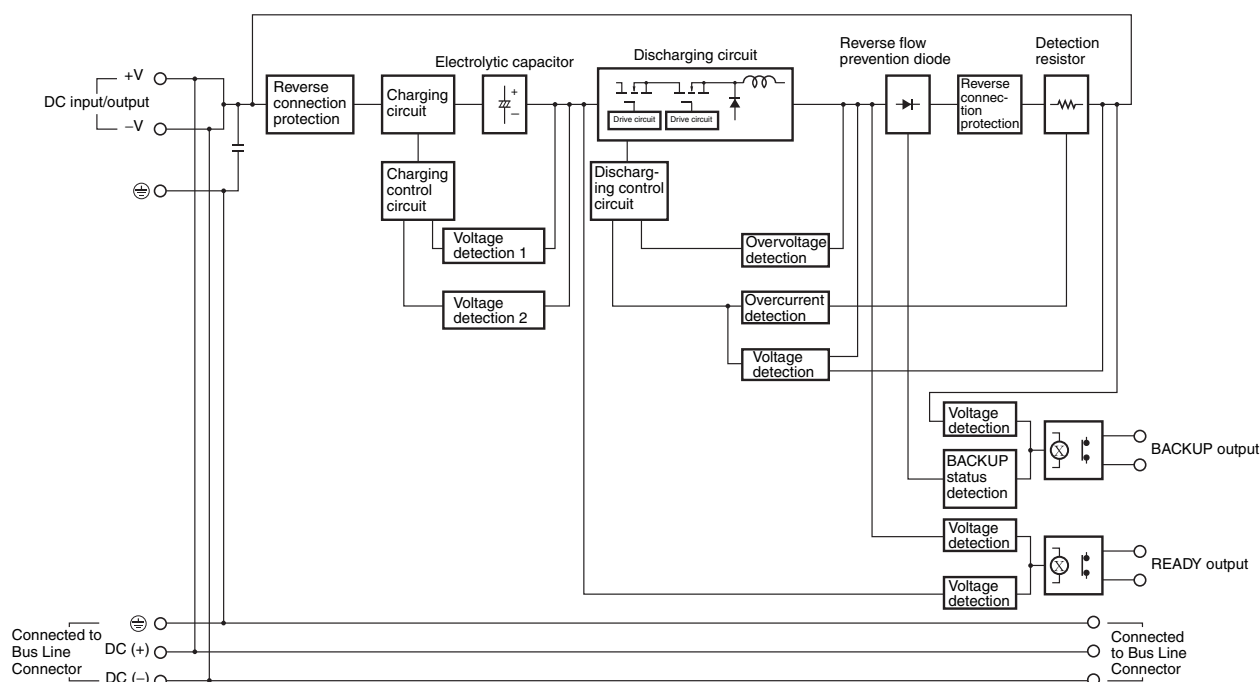 Discharging circuit
Reverse flow
prevention diode
Detection
resistor
Electrolytic capacitor
+V
DC input/output
−V
Reverse
connection
protection
Charging
circuit
+
−
Drive circuit
Drive circuit
Reverse
connec-
tion
protection
Charging
control
circuit
Discharg-
ing control
circuit
Voltage
detection 1
Overvoltage
detection
Voltage
detection 2
Overcurrent
detection
Voltage
detection
Voltage
detection
X
BACKUP output
BACKUP
status
detection
Voltage
detection
X
READY output
Voltage
detection
Connected to
Bus Line
Connector
DC (+)
DC (−)
Connected
to Bus Line
Connector